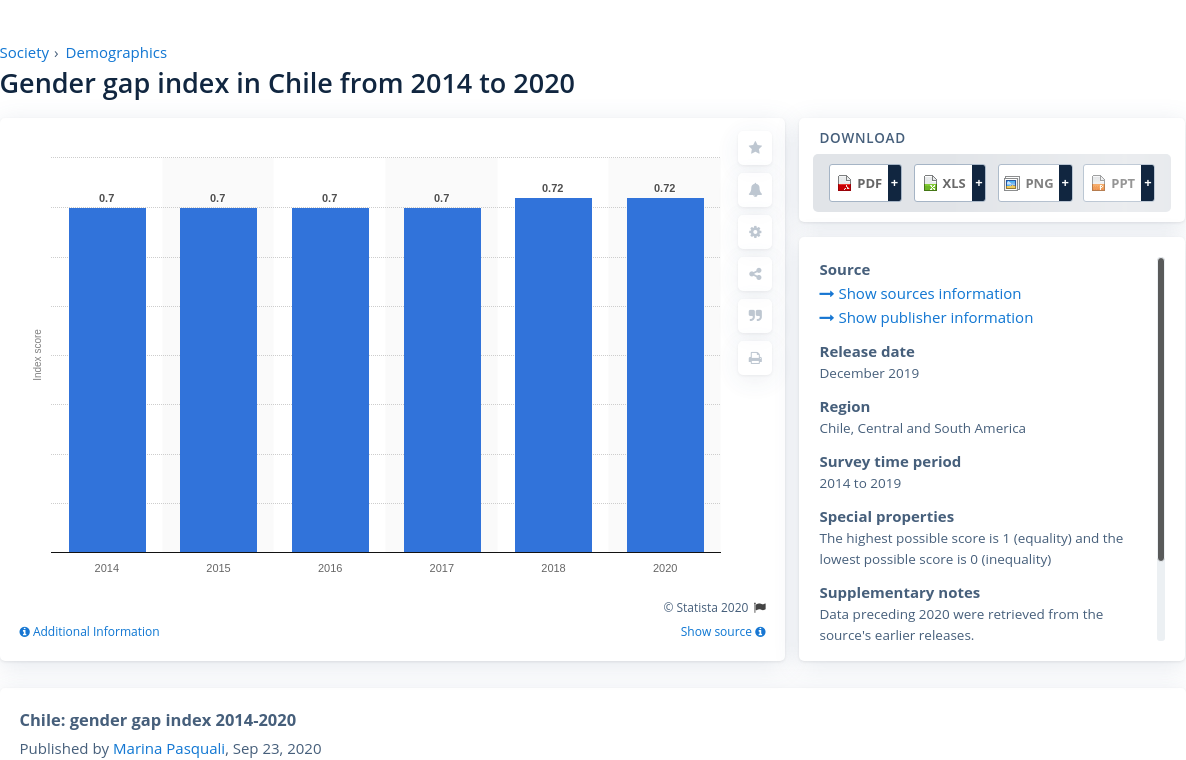 Society › Demographics
Gender gap index in Chile from 2014 to 2020
0.7
0.7
0.7
0.7
0.72
0.72
Index score
2014
2015
2016
2017
2018
2020
© Statista 2020
Additional Information
Show source
DOWNLOAD
PDF +
XLS +
PNG +
PPT +
Source
Show sources information
Show publisher information
Release date
December 2019
Region
Chile, Central and South America
Survey time period
2014 to 2019
Special properties
The highest possible score is 1 (equality) and the
lowest possible score is 0 (inequality)
Supplementary notes
Data preceding 2020 were retrieved from the
source's earlier releases.
Chile: gender gap index 2014-2020
Published by Marina Pasquali, Sep 23, 2020